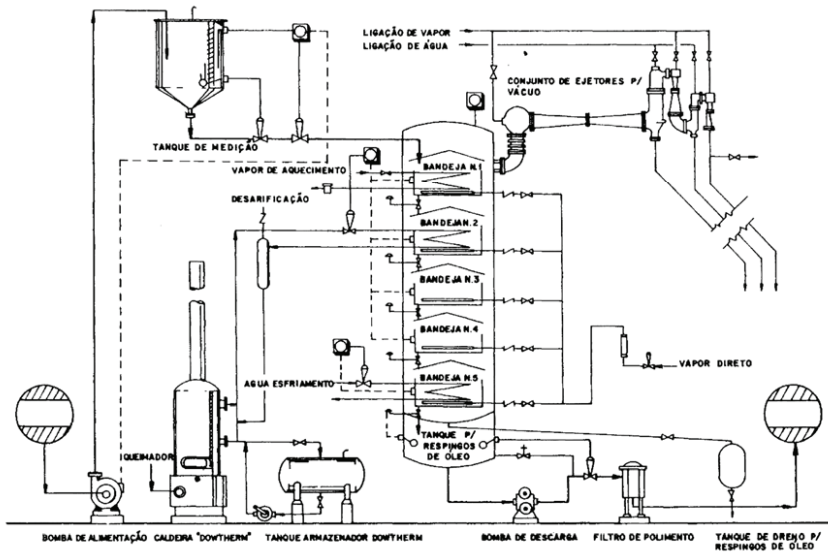 LIGAÇÃO DE VAPOR
LIGAÇÃO DE ÁGUA
CONJUNTO DE EJETORES P/
VÁCUO
TANQUE DE MEDIÇÃO
VAPOR DE AQUECIMENTO
BANDEJA N.1
DESARIFICAÇÃO
BANDEJA N.2
BANDEJA N.3
BANDEJA N.4
BANDEJA N.5
VAPOR DIRETO
AGUA ESFRIAMENTO
TANQUE P/
RESPINGOS
DE ÓLEO
QUEIMADOR
BOMBA DE ALIMENTAÇÃO
CALDEIRA "DOWTHERM"
TANQUE ARMAZENADOR DOWTHERM
BOMBA DE DESCARGA
FILTRO DE POLIMENTO
TANQUE DE DRENO P/
RESPINGOS DE ÓLEO